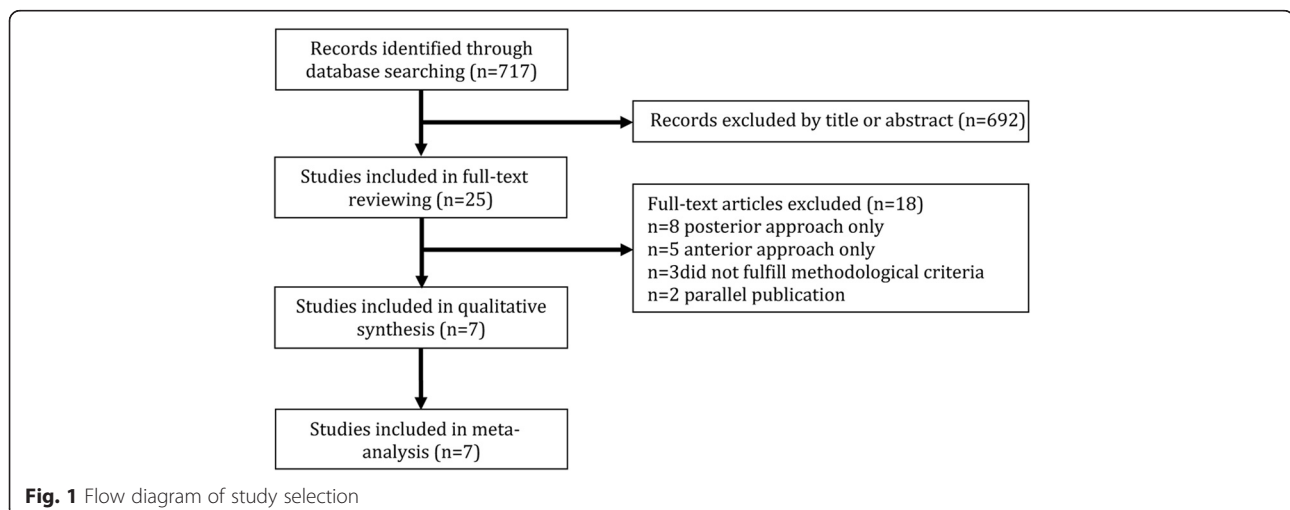 Records identified through
database searching (n=717)
Records excluded by title or abstract (n=692)
Studies included in full-text
reviewing (n=25)
Full-text articles excluded (n=18)
n=8 posterior approach only
n=5 anterior approach only
n=3did not fulfill methodological criteria
n=2 parallel publication
Studies included in qualitative
synthesis (n=7)
Studies included in meta-
analysis (n=7)
Fig. 1 Flow diagram of study selection